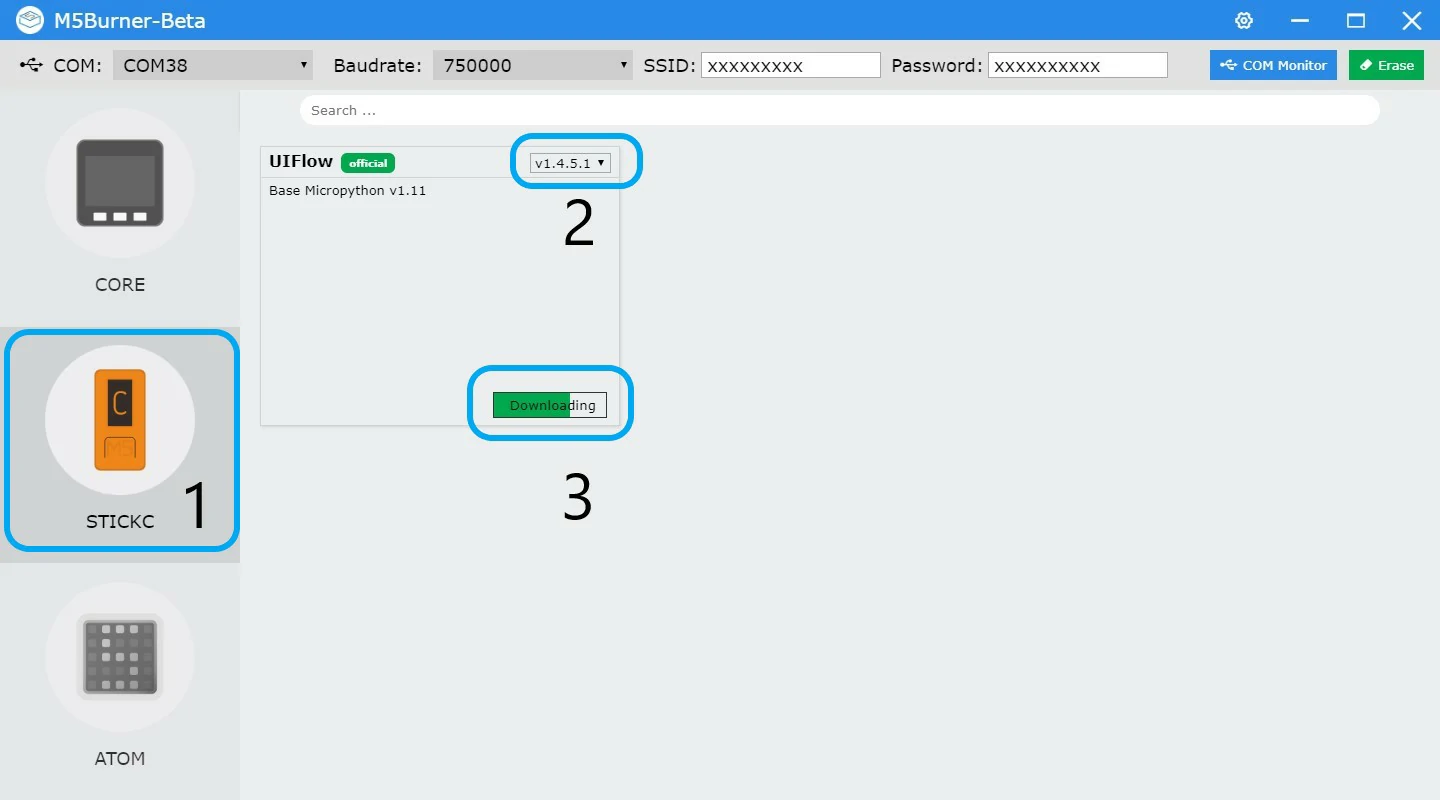 M5Burner-Beta
COM: COM38 Baudrate: 750000 SSID: xxxxxxxxx Password: xxxxxxxxxx COM Monitor Erase
Search ...
UIFlow official v1.4.5.1
Base Micropython v1.11
2
CORE
C
M5
Downloading
1
STICKC
3
ATOM